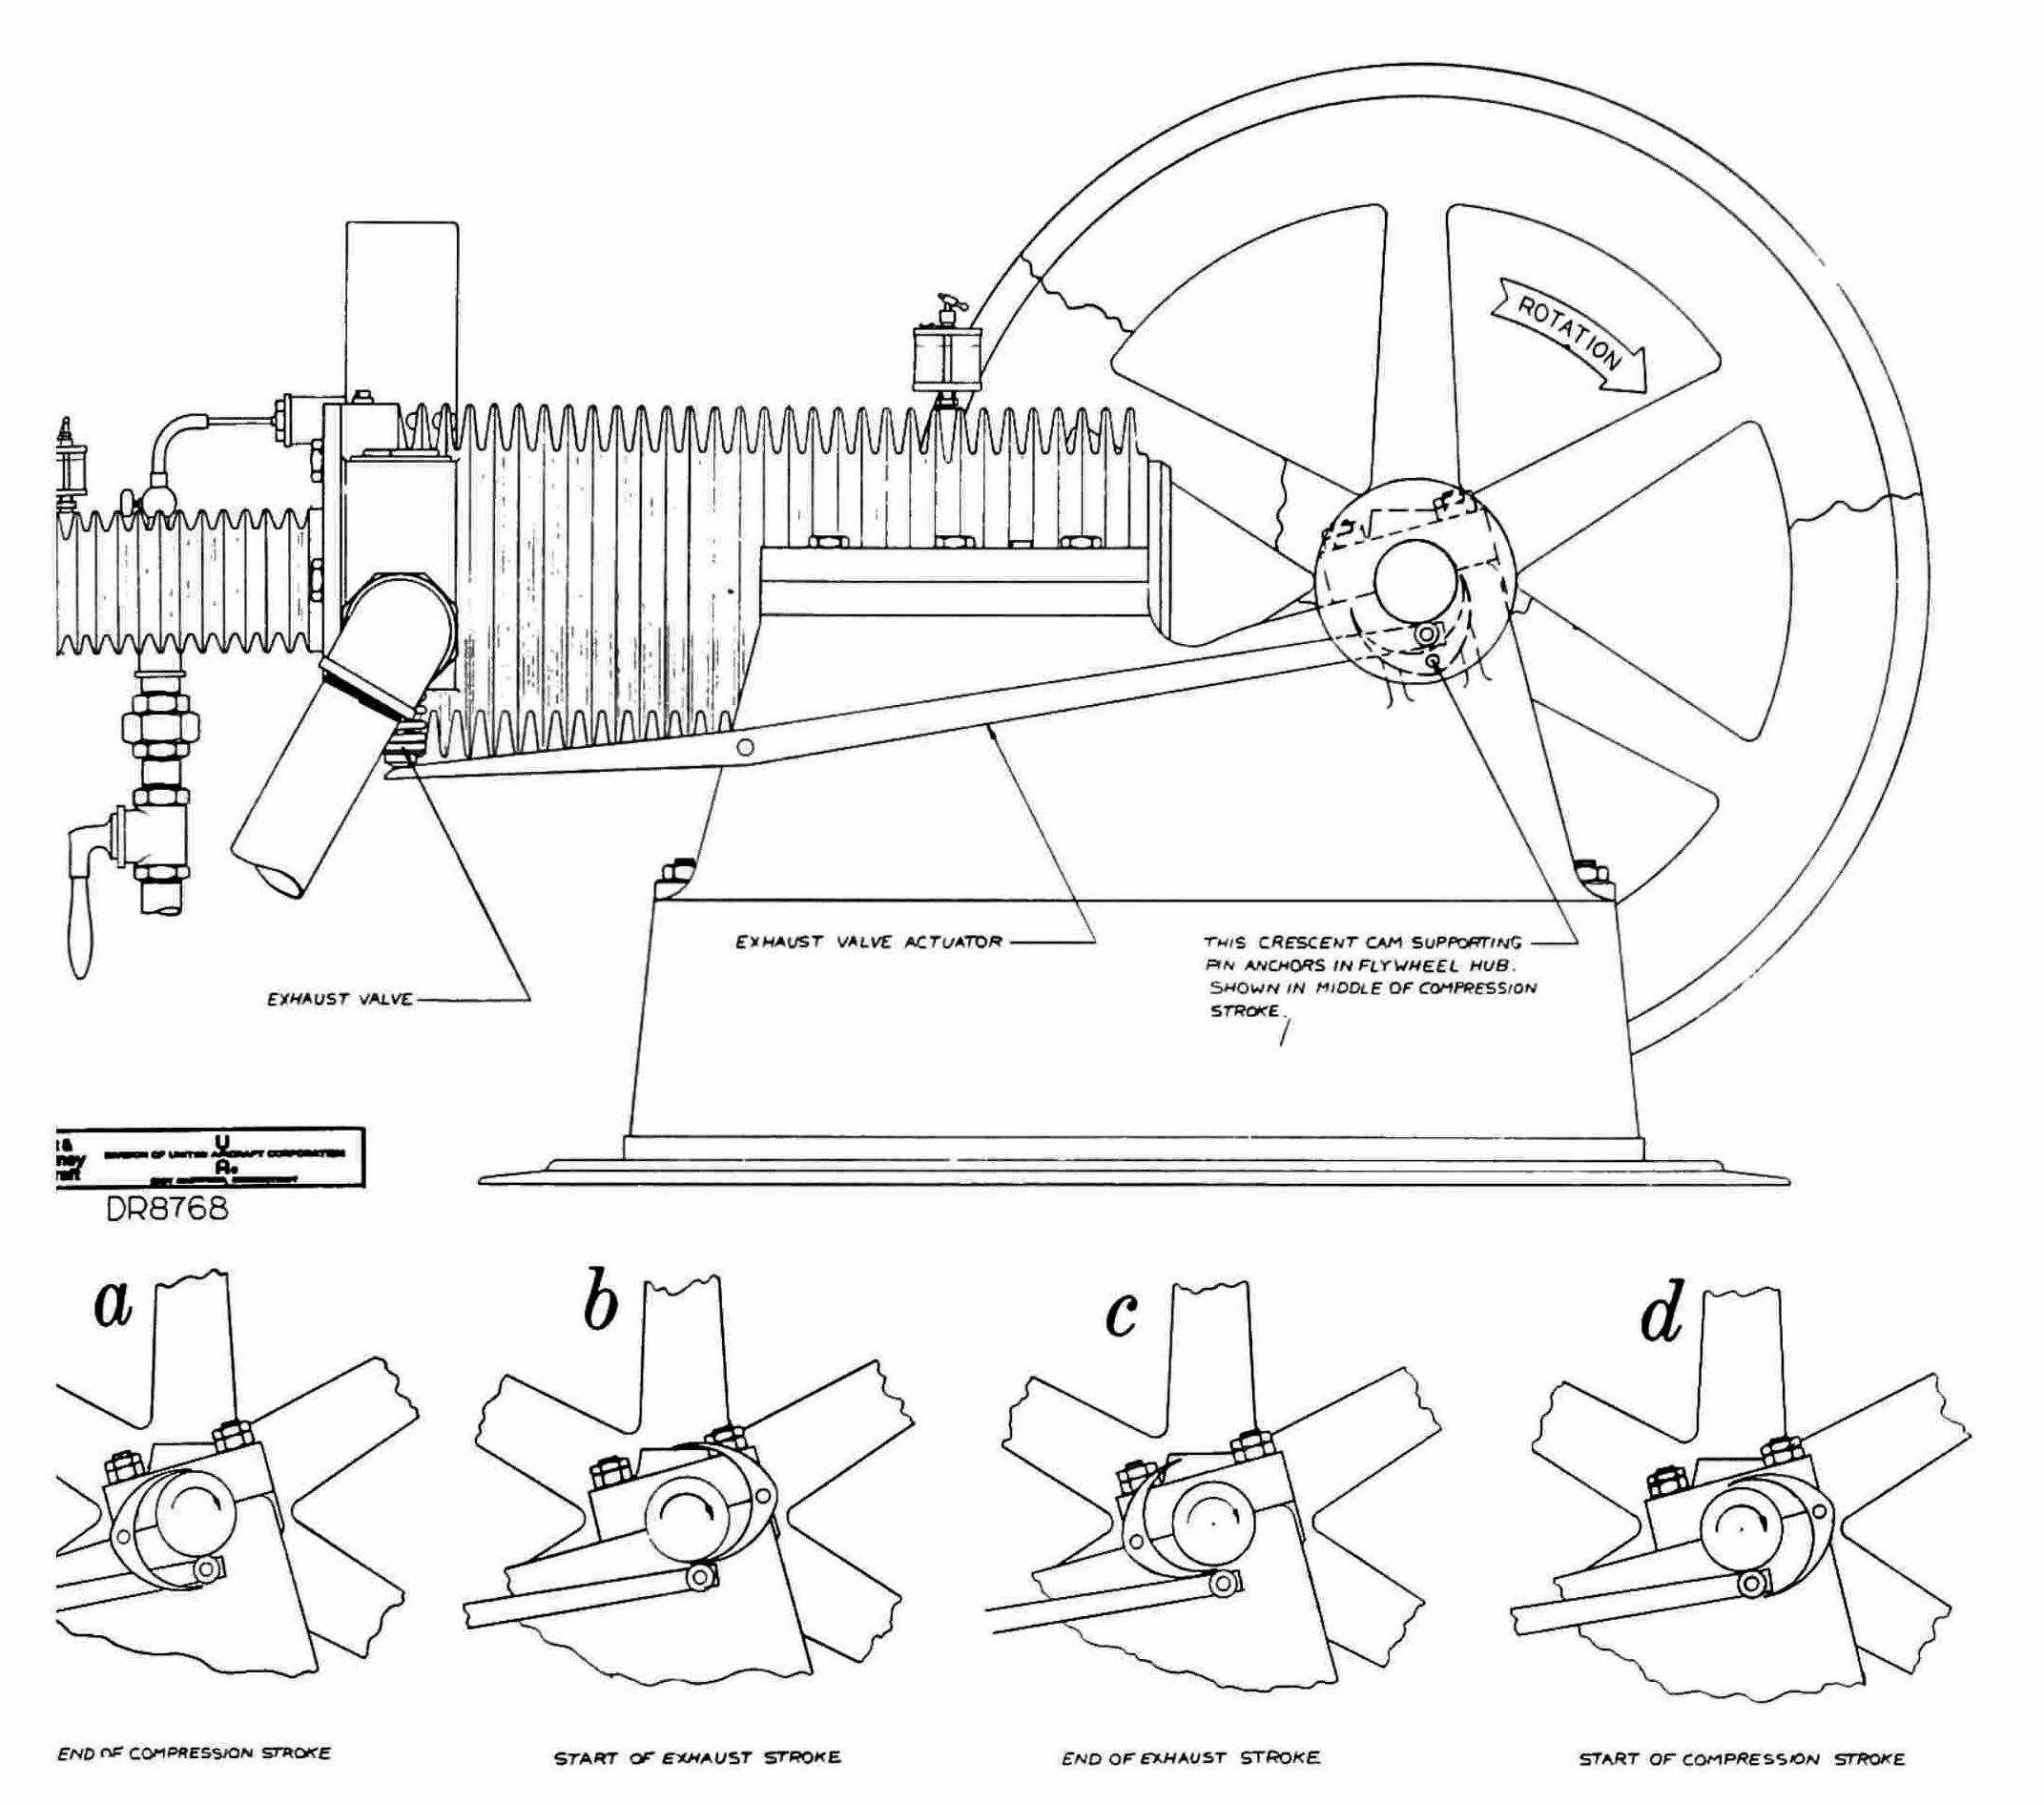 ROTATION
EXHAUST VALVE ACTUATOR
THIS CRESCENT CAM SUPPORTING
PIN ANCHORS IN FLYWHEEL HUB.
SHOWN IN MIDDLE OF COMPRESSION
STROKE.
EXHAUST VALVE
&
ney
raft
U
DIVISION OF UNITED AIRCRAFT CORPORATION
A.
DR8768
a
b
c
d
END OF COMPRESSION STROKE
START OF EXHAUST STROKE
END OF EXHAUST STROKE
START OF COMPRESSION STROKE